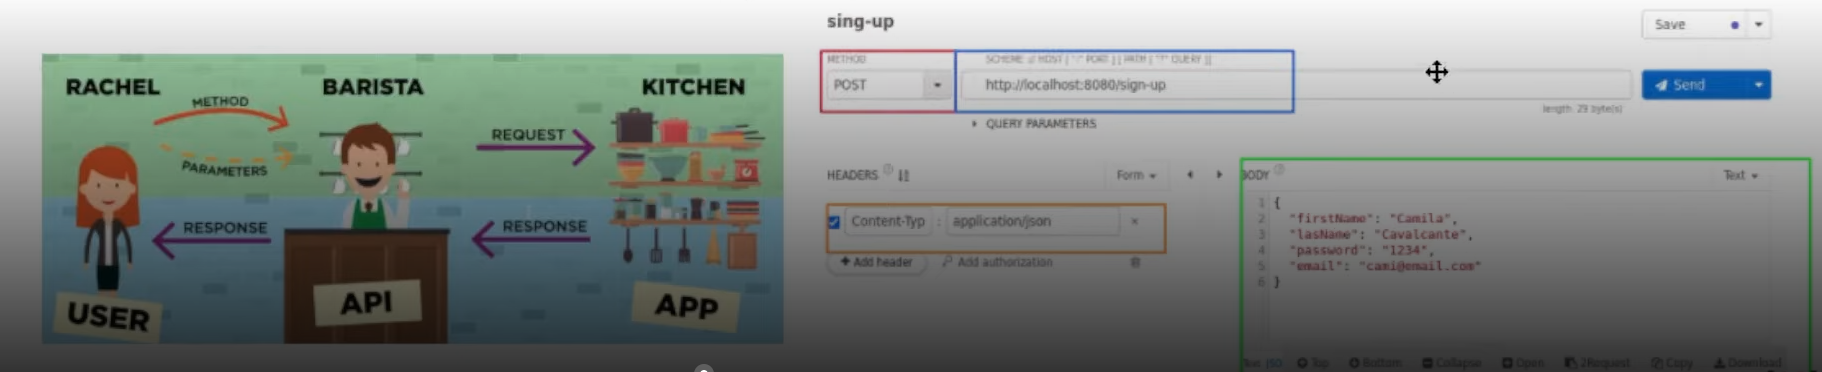 RACHEL
BARISTA
KITCHEN
METHOD
PARAMETERS
REQUEST
RESPONSE
RESPONSE
USER
API
APP
sing-up
Save
METHOD
SCHEME :// HOST [ ":" PORT ] [ PATH [ "?" QUERY ]]
POST
http://localhost:8080/sign-up
Send
length: 29 byte(s)
QUERY PARAMETERS
HEADERS
Form
BODY
Text
Content-Typ : application/json
Add header
Add authorization
1 {
2 "firstName": "Camila",
3 "lasName": "Cavalcante",
4 "password": "1234",
5 "email": "cami@email.com"
6 }
Top
Bottom
Collapse
Open
2Request
Copy
Download